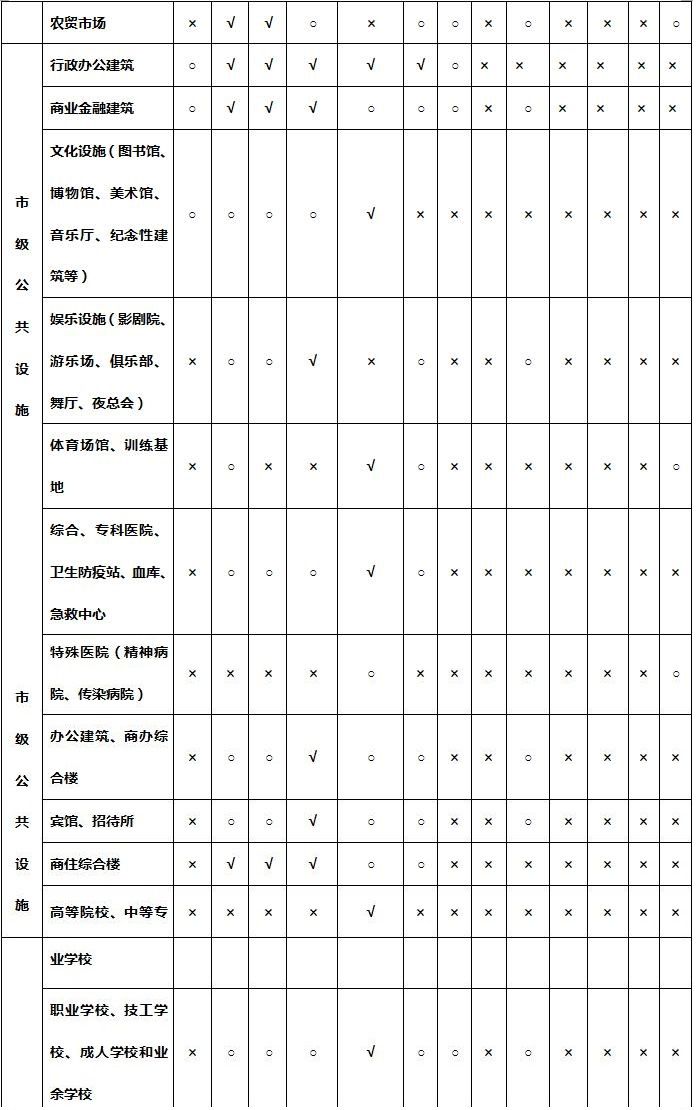 农贸市场 × √ √ ○ × ○ ○ × ○ × × × ○
市级公共设施
行政办公建筑 ○ √ √ √ √ √ ○ × × × × × ×
商业金融建筑 ○ √ √ √ ○ ○ ○ × ○ × × × ×
文化设施（图书馆、
博物馆、美术馆、
音乐厅、纪念性建
筑等） ○ ○ ○ ○ √ × × × × × × × ×
娱乐设施（影剧院、
游乐场、俱乐部、
舞厅、夜总会） × ○ ○ √ × ○ × × ○ × × × ×
体育场馆、训练基
地 × ○ × × √ ○ × × × × × × ○
综合、专科医院、
卫生防疫站、血库、
急救中心 × ○ ○ ○ √ ○ × × × × × × ×
市级公共设施
特殊医院（精神病
院、传染病院） × × × × ○ × × × × × × × ○
办公建筑、商办综
合楼 × ○ ○ √ ○ ○ × × ○ × × × ×
宾馆、招待所 × ○ ○ √ ○ ○ × × ○ × × × ×
商住综合楼 × √ √ √ ○ ○ × × × × × × ×
高等院校、中等专 × × × × √ × × × × × × × ×
业学校
职业学校、技工学
校、成人学校和业
余学校 × ○ ○ ○ √ ○ ○ × ○ × × × ×